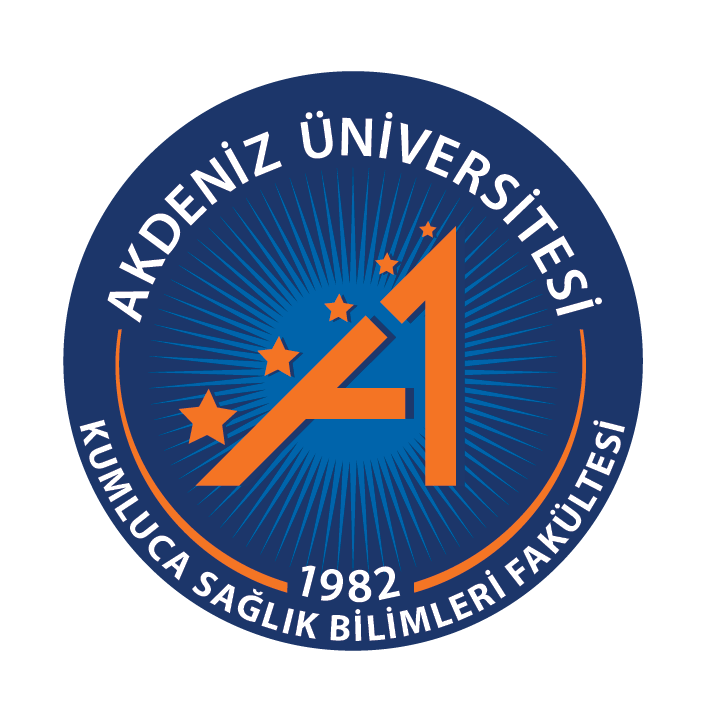 AKDENİZ ÜNİVERSİTESİ
1982
KUMLUCA SAĞLIK BİLİMLERİ FAKÜLTESİ